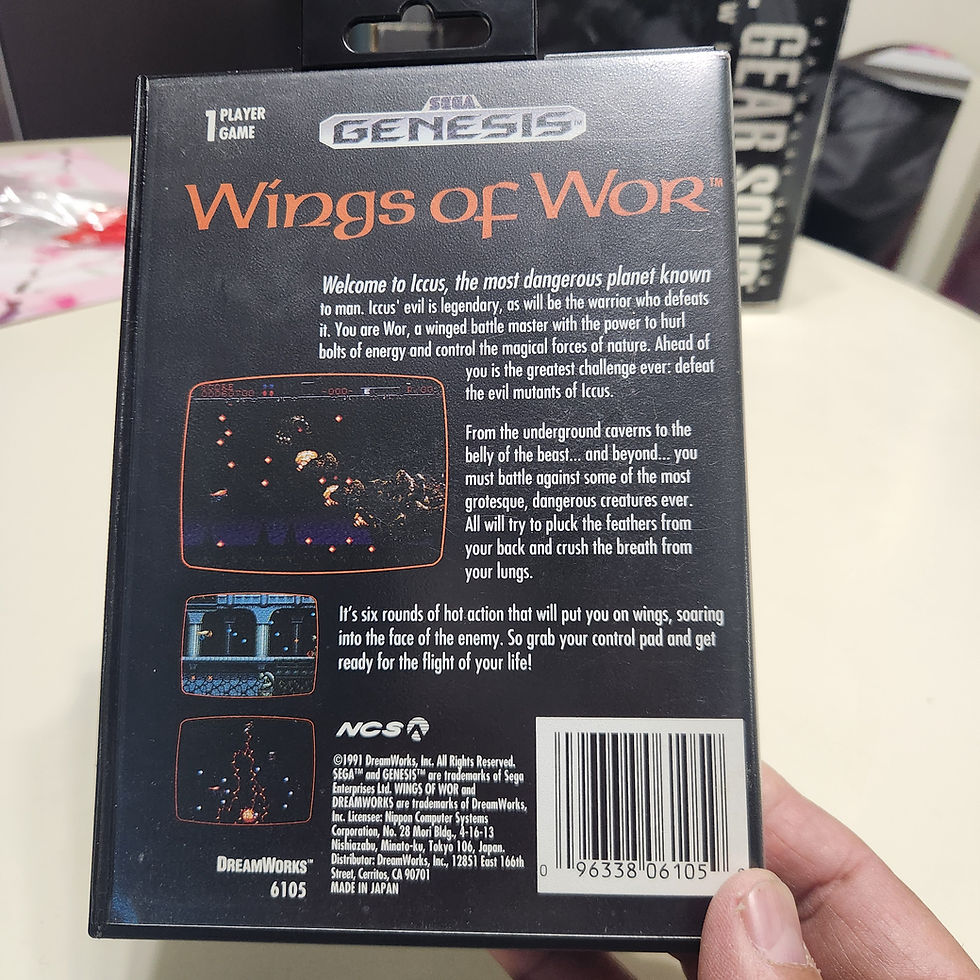 1 PLAYER
GAME
SEGA
GENESIS™
Wings of Wor™
Welcome to Iccus, the most dangerous planet known
to man. Iccus' evil is legendary, as will be the warrior who defeats
it. You are Wor, a winged battle master with the power to hurl
bolts of energy and control the magical forces of nature. Ahead of
you is the greatest challenge ever: defeat
the evil mutants of Iccus.
From the underground caverns to the
belly of the beast... and beyond... you
must battle against some of the most
grotesque, dangerous creatures ever.
All will try to pluck the feathers from
your back and crush the breath from
your lungs.
It's six rounds of hot action that will put you on wings, soaring
into the face of the enemy. So grab your control pad and get
ready for the flight of your life!
NCS
©1991 DreamWorks, Inc. All Rights Reserved.
SEGA™ and GENESIS™ are trademarks of Sega
Enterprises Ltd. WINGS OF WOR and
DREAMWORKS are trademarks of DreamWorks,
Inc. Licensee: Nippon Computer Systems
Corporation, No. 28 Mori Bldg., 4-16-13
Nishiazabu, Minato-ku, Tokyo 106, Japan.
Distributor: DreamWorks, Inc., 12851 East 166th
Street, Cerritos, CA 90701
MADE IN JAPAN
DREAMWORKS™
6105
0 96338 06105
GEAR SOLID